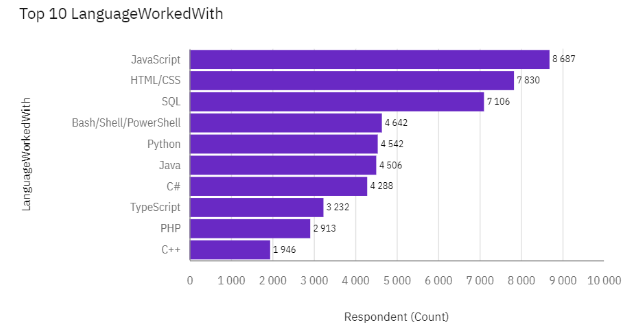 Top 10 LanguageWorkedWith
LanguageWorkedWith
JavaScript 8 687
HTML/CSS 7 830
SQL 7 106
Bash/Shell/PowerShell 4 642
Python 4 542
Java 4 506
C# 4 288
TypeScript 3 232
PHP 2 913
C++ 1 946
0 1 000 2 000 3 000 4 000 5 000 6 000 7 000 8 000 9 000 10 000
Respondent (Count)